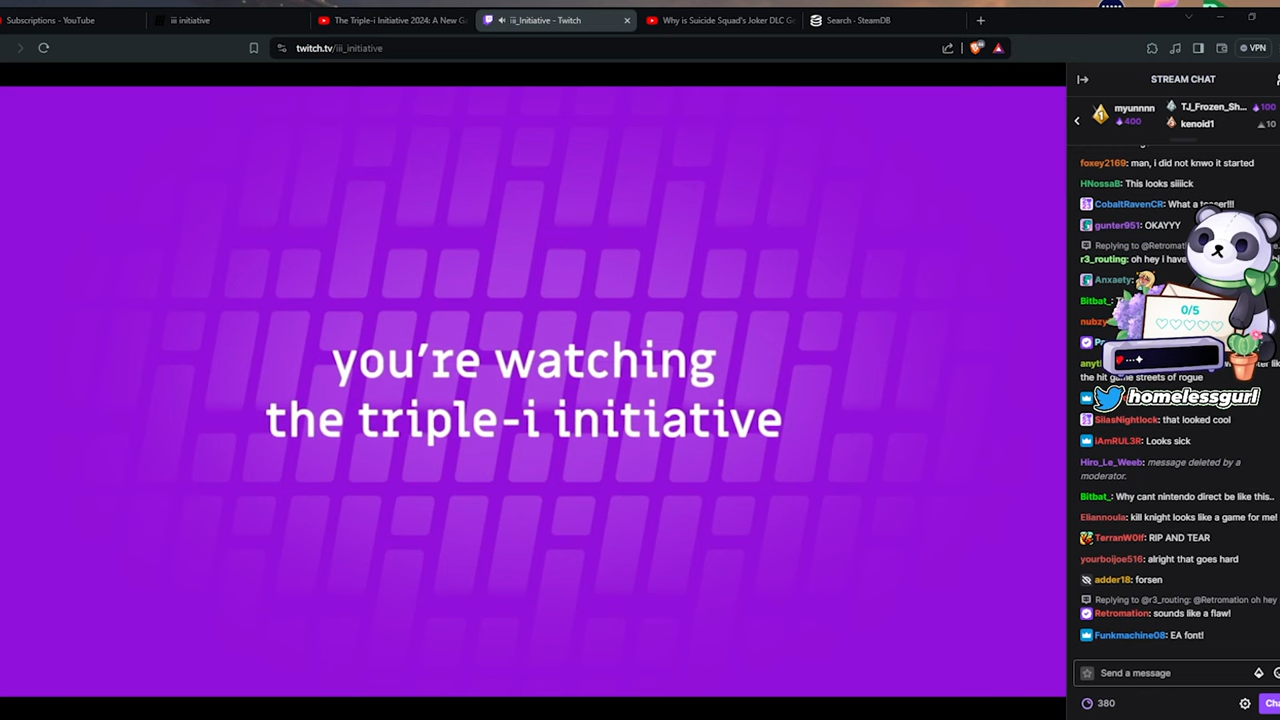 Subscriptions - YouTube
iii initiative
The Triple-i Initiative 2024: A New Ga
iii_Initiative - Twitch
Why is Suicide Squad's Joker DLC Ge
Search - SteamDB
twitch.tv/iii_initiative
VPN
you're watching
the triple-i initiative
STREAM CHAT
1
myunnnn
400
TJ_Frozen_Sh... 100
kenoid1 10
foxey2169: man, i did not knwo it started
HNossaB: This looks siiiick
CobaltRavenCR: What a
gunter951: OKAYYY
Replying to @Retromati
r3_routing: oh hey i have
Anxaety:
Bitbat_:
nubzy
0/5
the hit game streets of rogue
homelessgurl
SilasNightlock: that looked cool
iAmRUL3R: Looks sick
Hiro_Le_Weeb: message deleted by a
moderator.
Bitbat_: Why cant nintendo direct be like this..
Eliannoula: kill knight looks like a game for me!
TerranW0lf: RIP AND TEAR
yourboijoe516: alright that goes hard
adder18: forsen
Replying to @r3_routing: @Retromation oh hey
Retromation: sounds like a flaw!
Funkmachine08: EA font!
Send a message
380
Cha